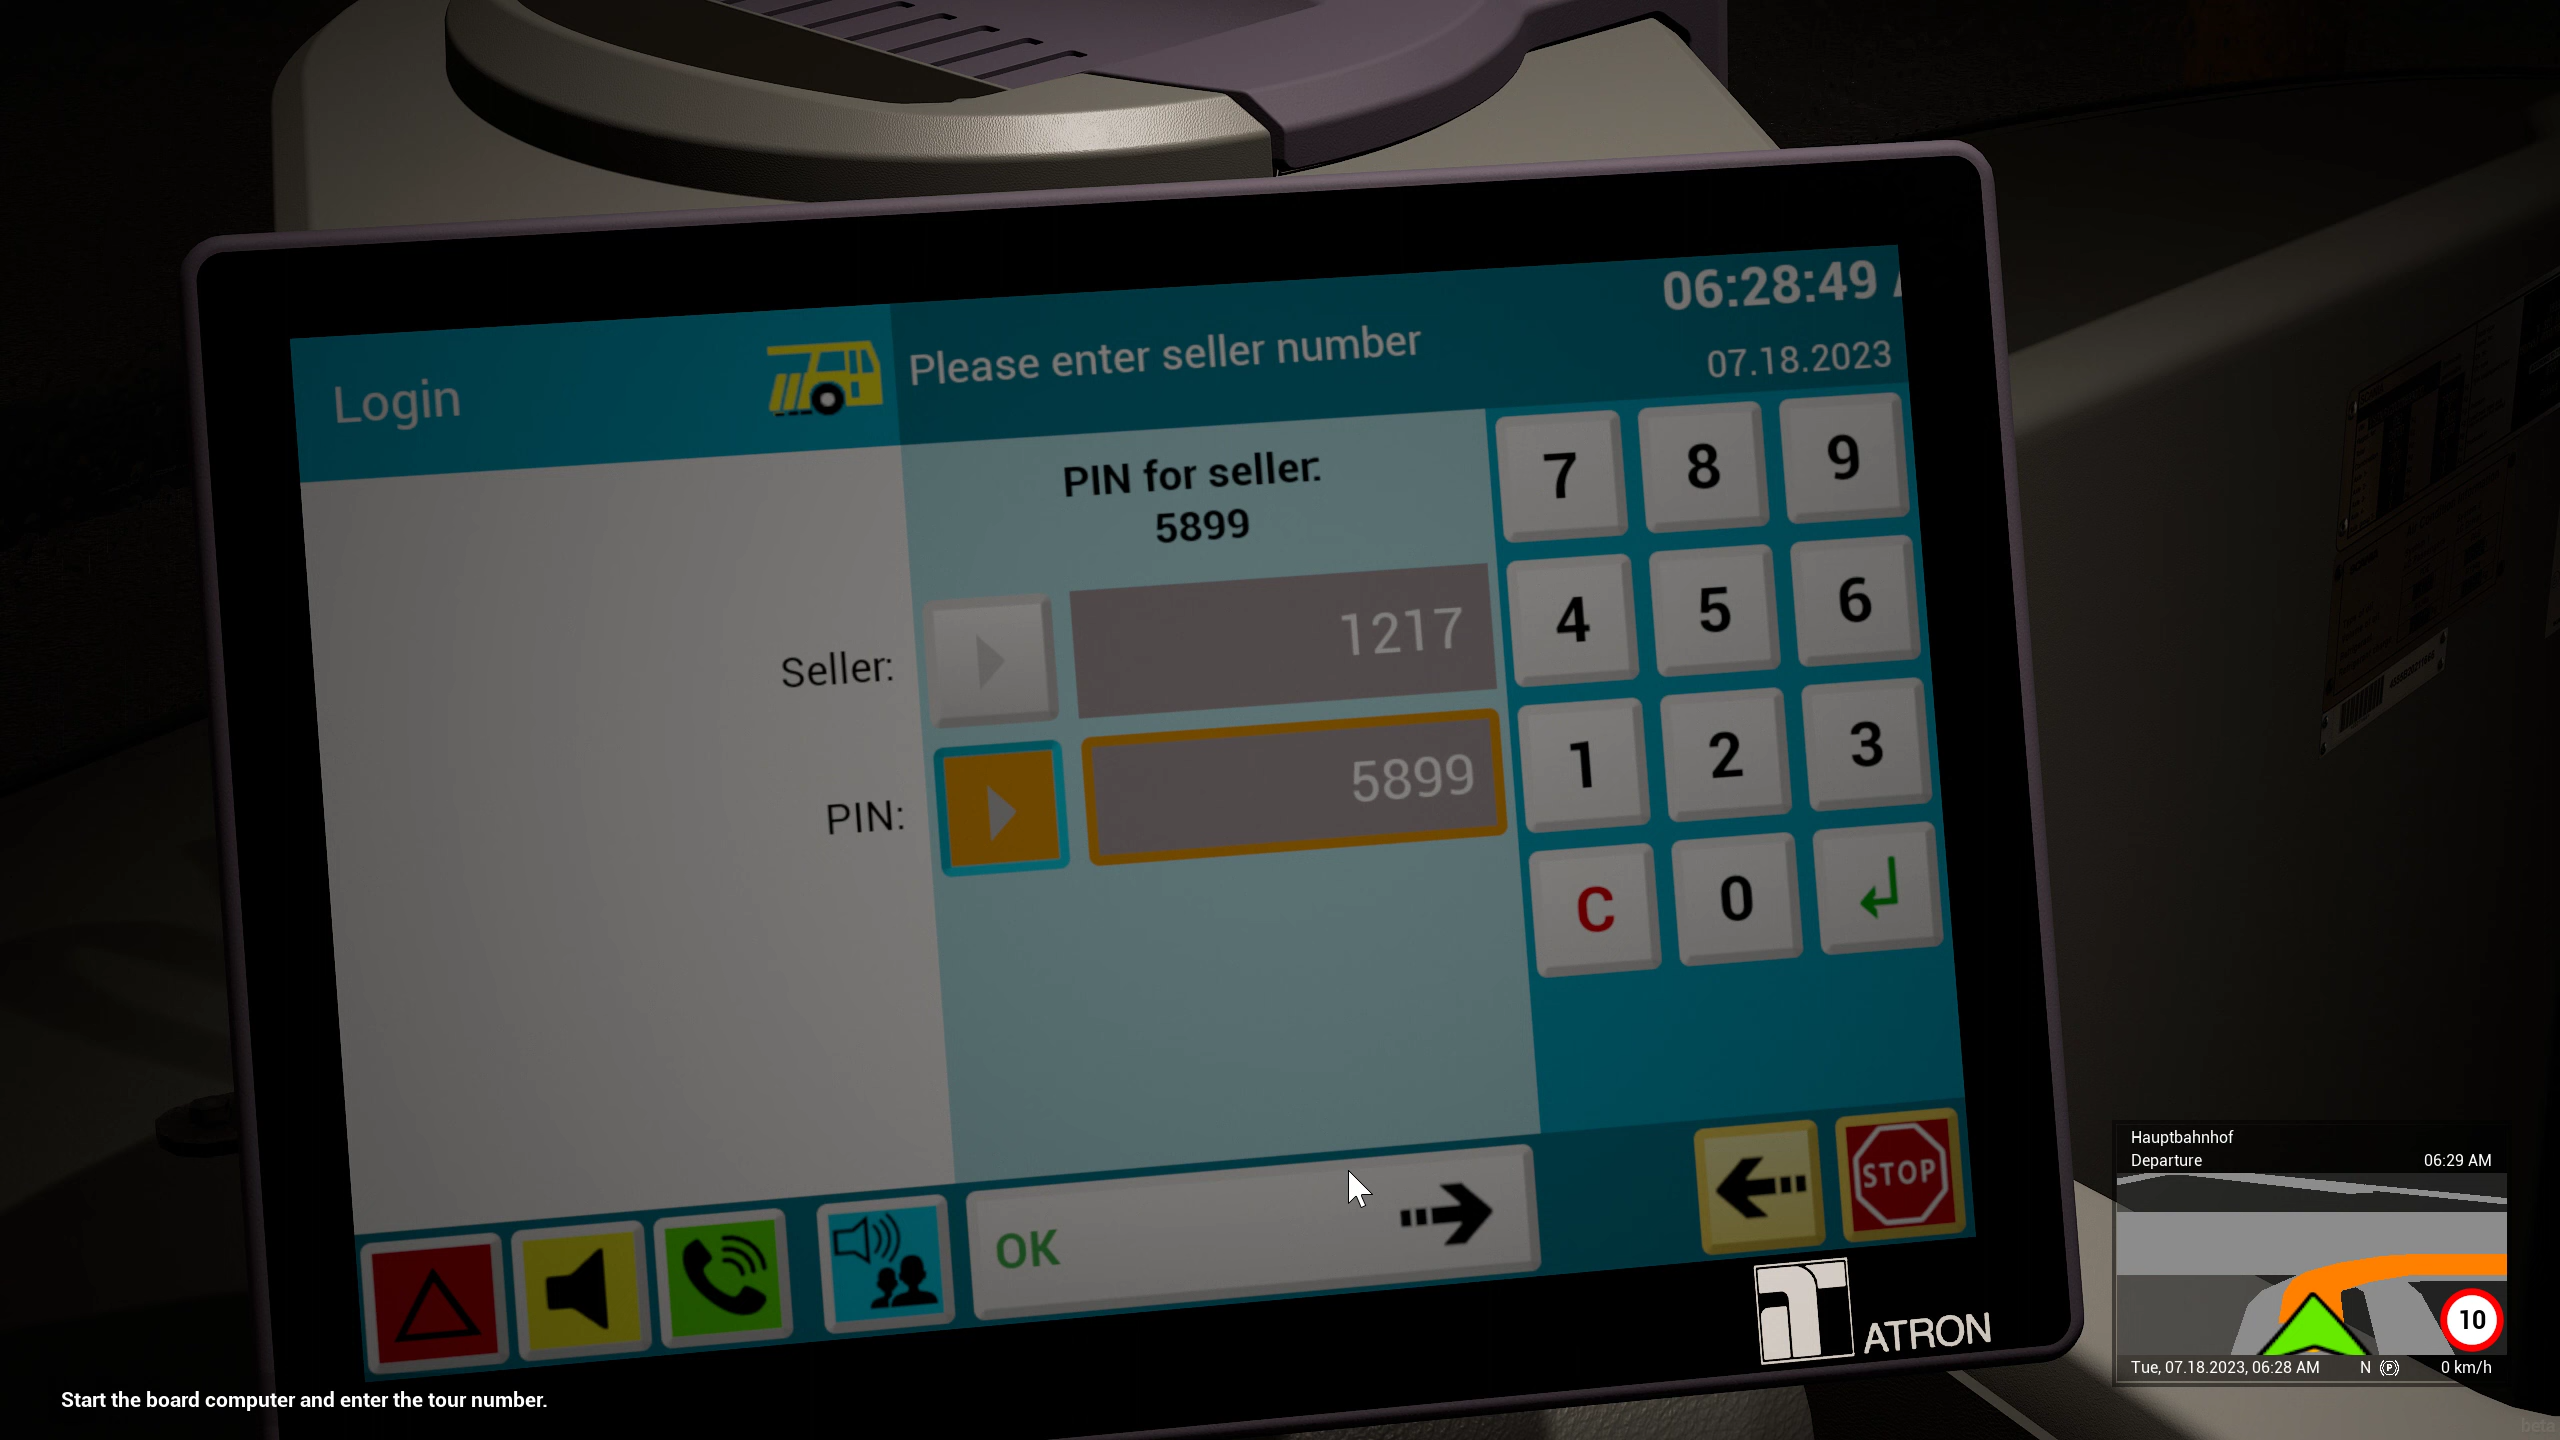 06:28:49
07.18.2023
Login
Please enter seller number
PIN for seller:
5899
Seller:
1217
PIN:
5899
7 8 9
4 5 6
1 2 3
C 0
OK
STOP
ATRON
Hauptbahnhof
Departure 06:29 AM
10
Tue, 07.18.2023, 06:28 AM N (P) 0 km/h
Start the board computer and enter the tour number.
beta